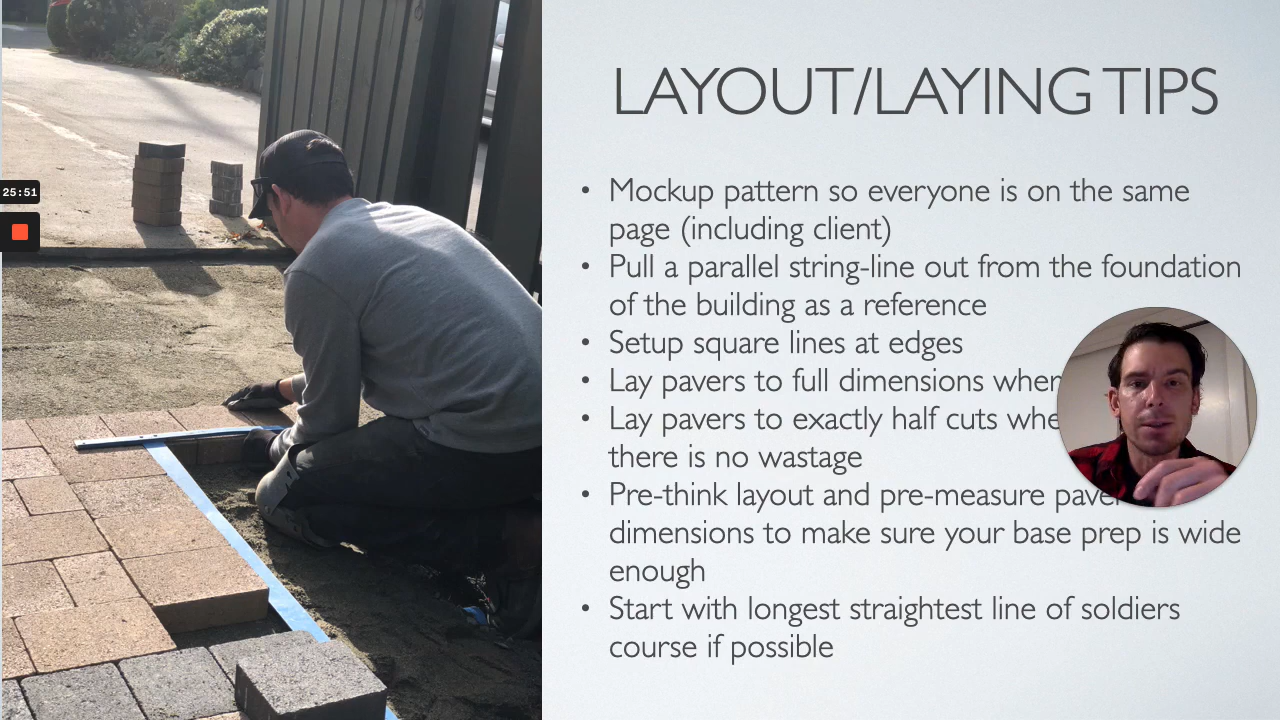 LAYOUT/LAYING TIPS
25:51
• Mockup pattern so everyone is on the same
page (including client)
• Pull a parallel string-line out from the foundation
of the building as a reference
• Setup square lines at edges
• Lay pavers to full dimensions
• Lay pavers to exactly half cuts
there is no wastage
• Pre-think layout and pre-measure
dimensions to make sure your base prep is wide
enough
• Start with longest straightest line of soldiers
course if possible